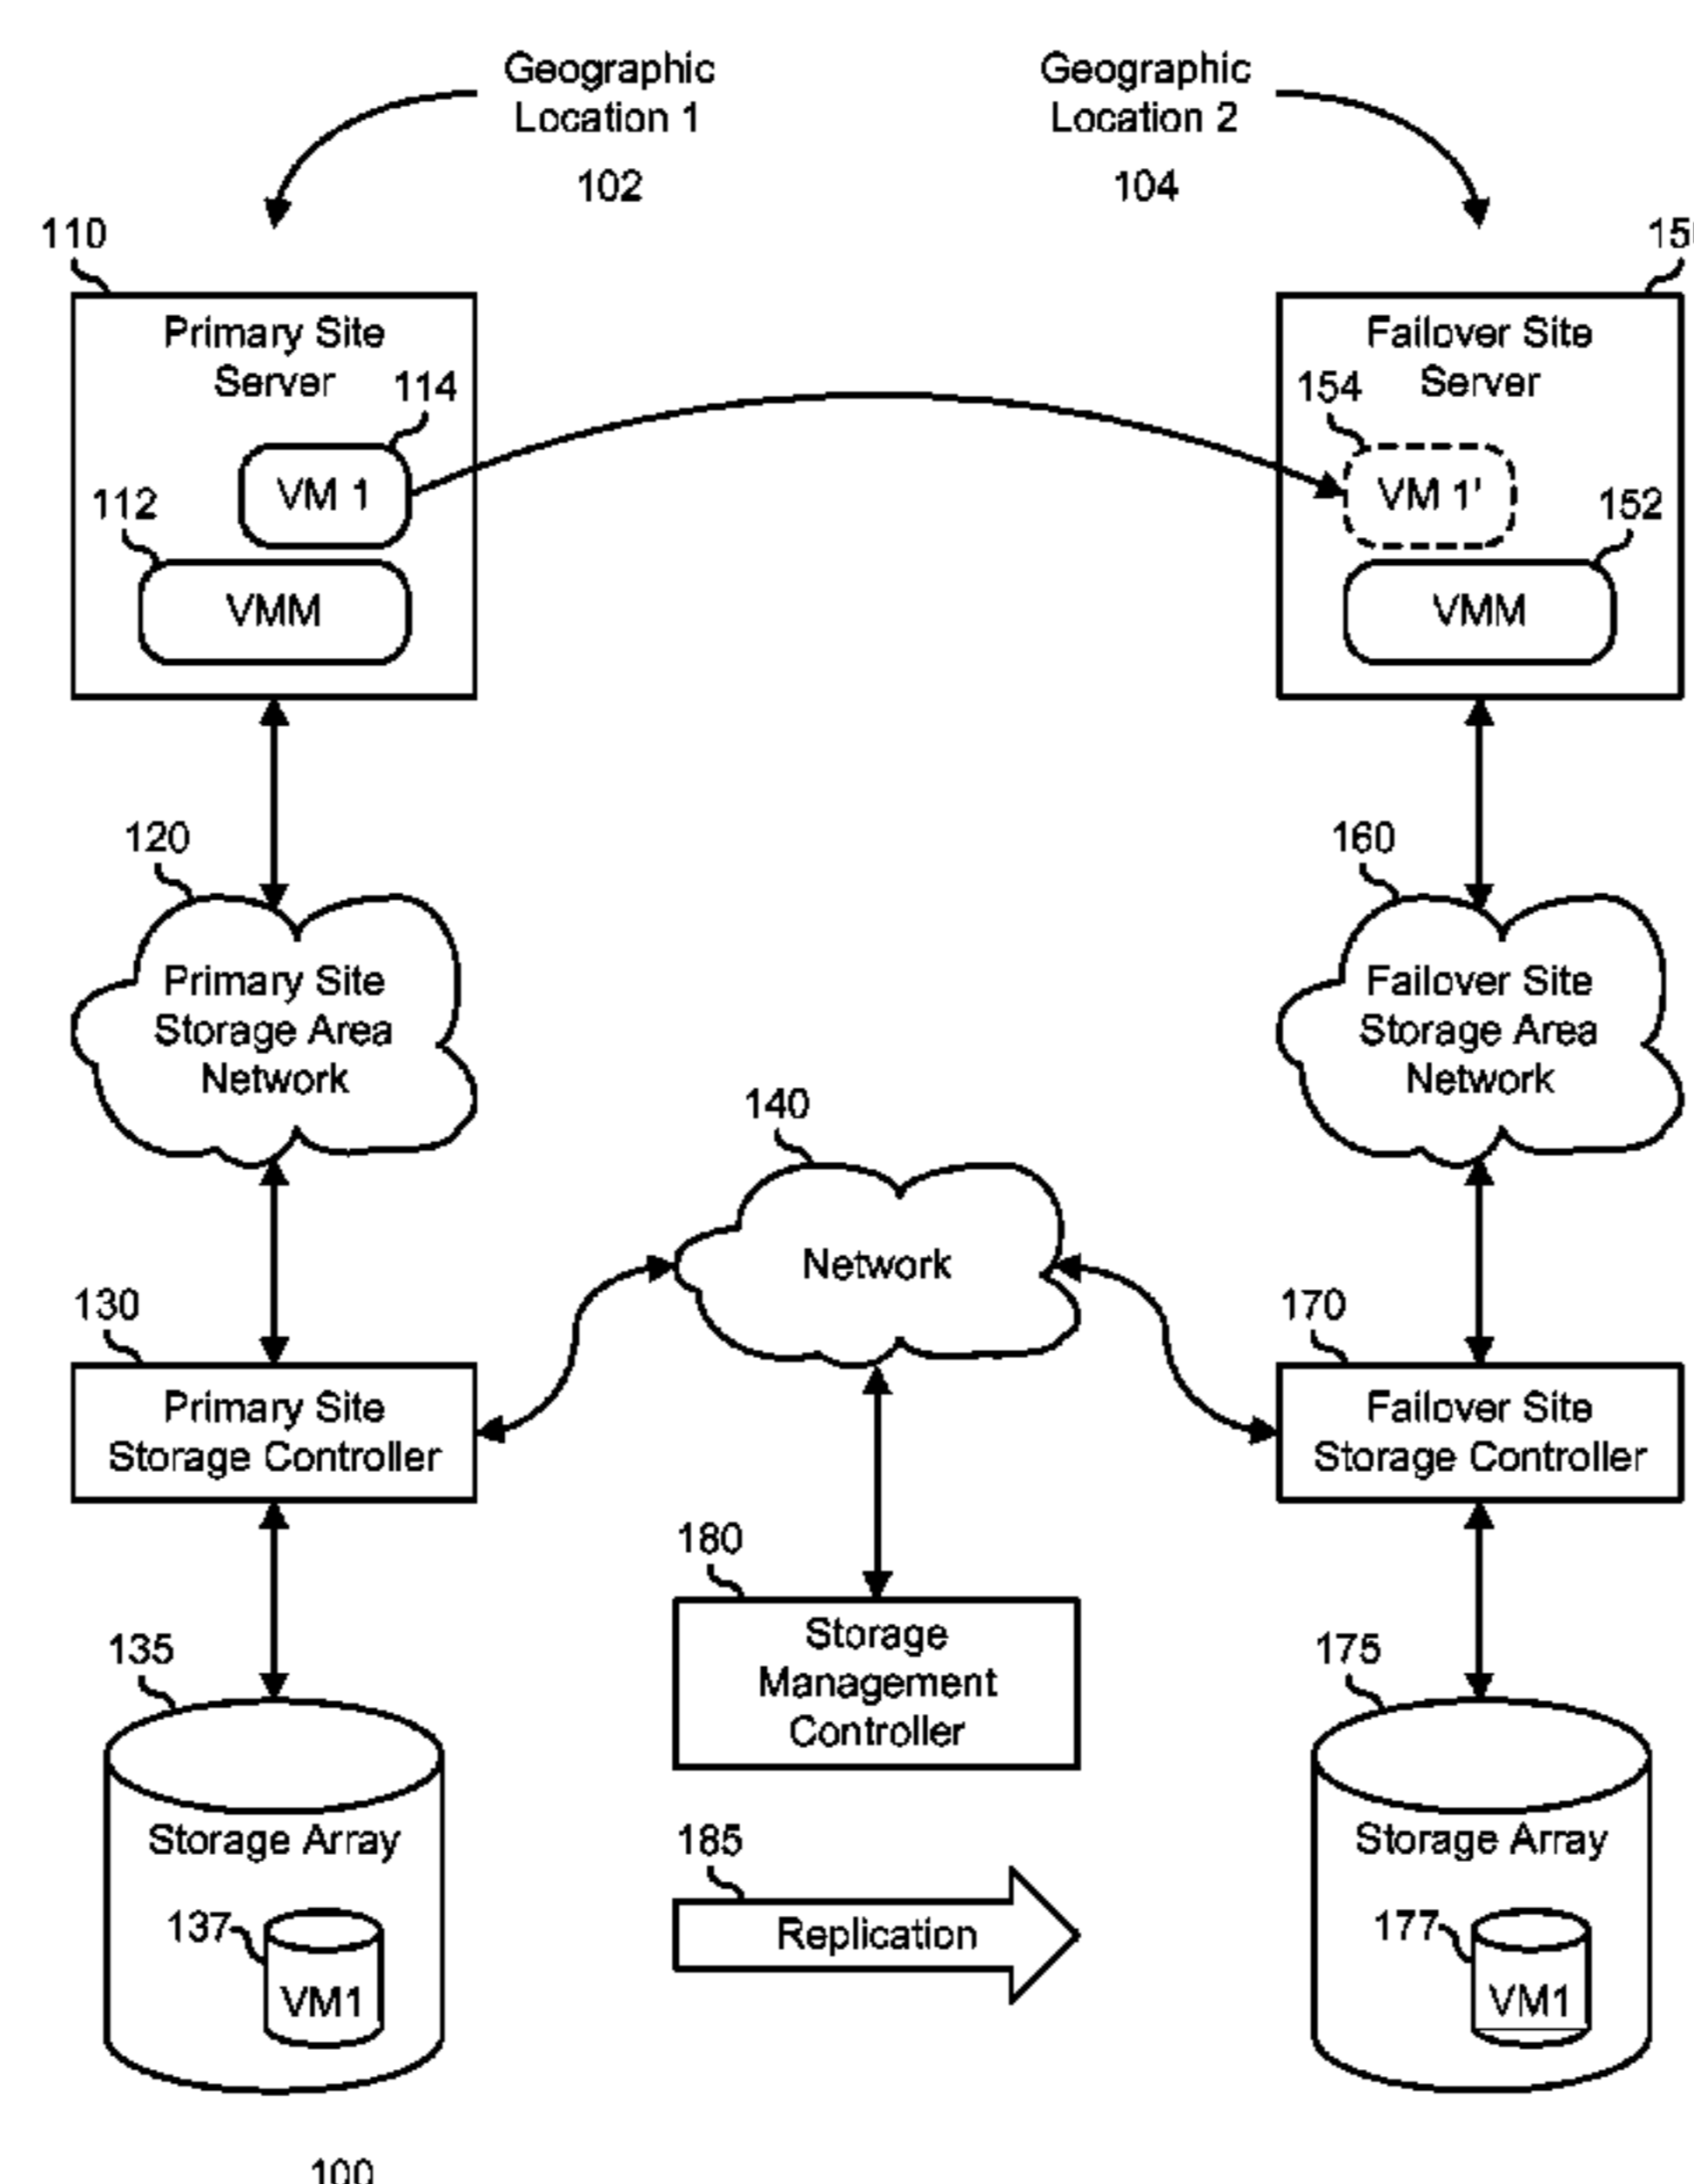 Geographic
Location 1
102
Geographic
Location 2
104
110
Primary Site
Server
114
VM 1
112
VMM
Failover Site
Server
154
VM 1'
152
VMM
120
Primary Site
Storage Area
Network
160
Failover Site
Storage Area
Network
140
Network
130
Primary Site
Storage Controller
170
Failover Site
Storage Controller
180
Storage
Management
Controller
135
Storage Array
137
VM1
185
Replication
175
Storage Array
177
VM1
100